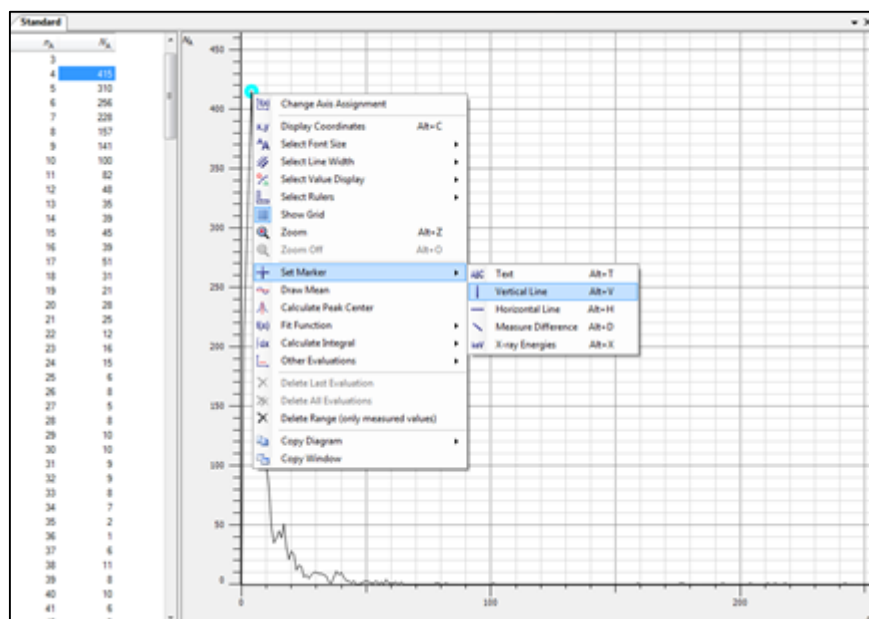 Standard
n_A N_A
3
4 415
5 310
6 256
7 228
8 157
9 141
10 100
11 82
12 48
13 35
14 39
15 45
16 39
17 51
18 31
19 21
20 28
21 25
22 12
23 16
24 15
25 6
26 8
27 5
28 8
29 10
30 10
31 9
32 9
33 8
34 7
35 2
36 1
37 6
38 11
39 8
40 10
41 6
N_A
450
400
350
300
250
200
150
100
50
0
0 100 200
Change Axis Assignment
x,y Display Coordinates Alt+C
Select Font Size
Select Line Width
Select Value Display
Select Rulers
Show Grid
Zoom Alt+Z
Zoom Off Alt+O
Set Marker
Draw Mean
Calculate Peak Center
f(x) Fit Function
∫dx Calculate Integral
Other Evaluations
Delete Last Evaluation
Delete All Evaluations
Delete Range (only measured values)
Copy Diagram
Copy Window
ABC Text Alt+T
Vertical Line Alt+V
Horizontal Line Alt+H
Measure Difference Alt+D
keV X-ray Energies Alt+X